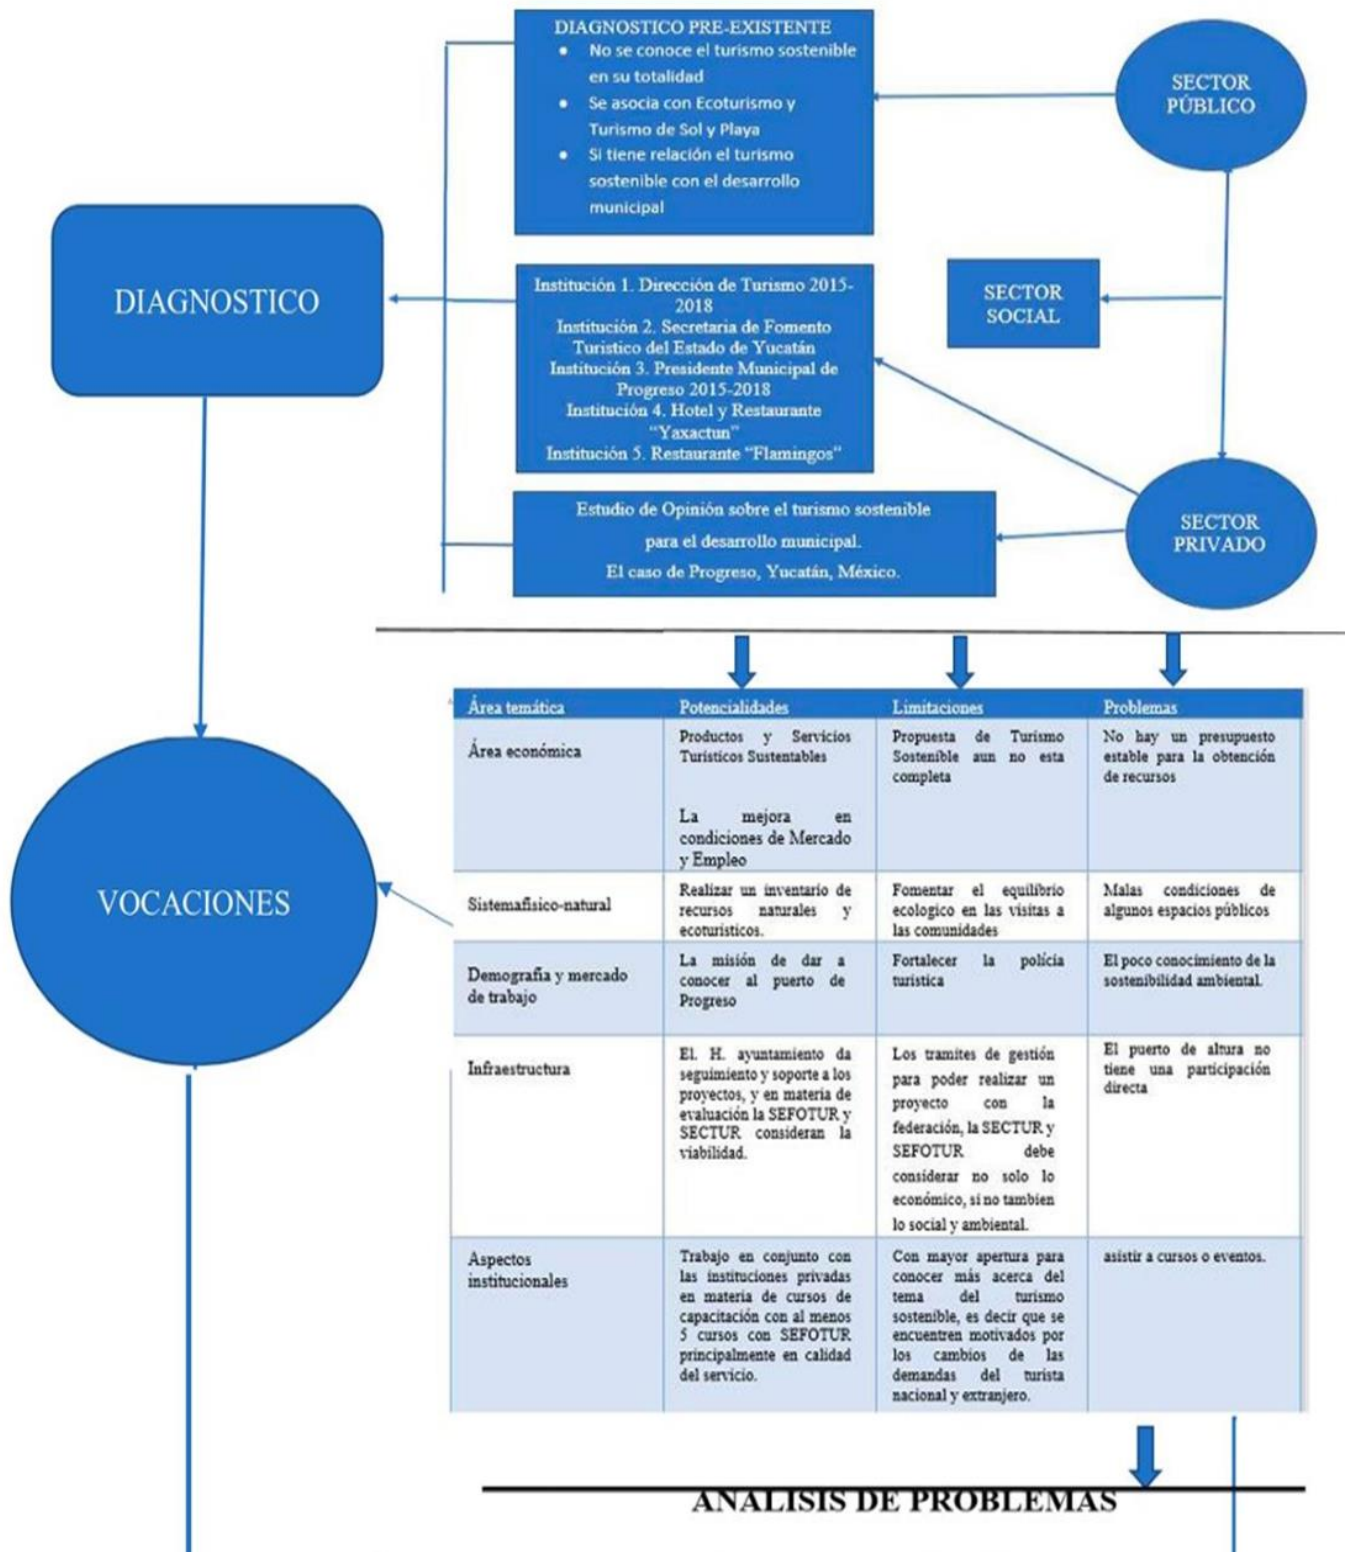 DIAGNOSTICO PRE-EXISTENTE
• No se conoce el turismo sostenible
en su totalidad
• Se asocia con Ecoturismo y
Turismo de Sol y Playa
• Si tiene relación el turismo
sostenible con el desarrollo
municipal
SECTOR
PÚBLICO
DIAGNOSTICO
Institución 1. Dirección de Turismo 2015-
2018
Institución 2. Secretaria de Fomento
Turistico del Estado de Yucatán
Institución 3. Presidente Municipal de
Progreso 2015-2018
Institución 4. Hotel y Restaurante
“Yaxactun”
Institución 5. Restaurante “Flamingos”
SECTOR
SOCIAL
Estudio de Opinión sobre el turismo sostenible
para el desarrollo municipal.
El caso de Progreso, Yucatán, México.
SECTOR
PRIVADO
VOCACIONES
Área temática
Potencialidades
Limitaciones
Problemas
Área económica
Productos y Servicios
Turísticos Sustentables
La mejora en
condiciones de Mercado
y Empleo
Propuesta de Turismo
Sostenible aun no esta
completa
No hay un presupuesto
estable para la obtención
de recursos
Sistemafísico-natural
Realizar un inventario de
recursos naturales y
ecoturísticos.
Fomentar el equilibrio
ecologico en las visitas a
las comunidades
Malas condiciones de
algunos espacios públicos
Demografía y mercado
de trabajo
La misión de dar a
conocer al puerto de
Progreso
Fortalecer la polícia
turistica
El poco conocimiento de la
sostenibilidad ambiental.
Infraestructura
El. H. ayuntamiento da
seguimiento y soporte a los
proyectos, y en materia de
evaluación la SEFOTUR y
SECTUR consideran la
viabilidad.
Los tramites de gestión
para poder realizar un
proyecto con la
federación, la SECTUR y
SEFOTUR debe
considerar no solo lo
económico, si no tambien
lo social y ambiental.
El puerto de altura no
tiene una participación
directa
Aspectos
institucionales
Trabajo en conjunto con
las instituciones privadas
en materia de cursos de
capacitación con al menos
5 cursos con SEFOTUR
principalmente en calidad
del servicio.
Con mayor apertura para
conocer más acerca del
tema del turismo
sostenible, es decir que se
encuentren motivados por
los cambios de las
demandas del turista
nacional y extranjero.
asistir a cursos o eventos.
ANALISIS DE PROBLEMAS